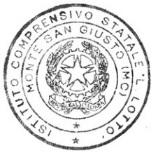 ISTITUTO COMPRENSIVO STATALE "L. LOTTO"
MONTE SAN GIUSTO (MC)